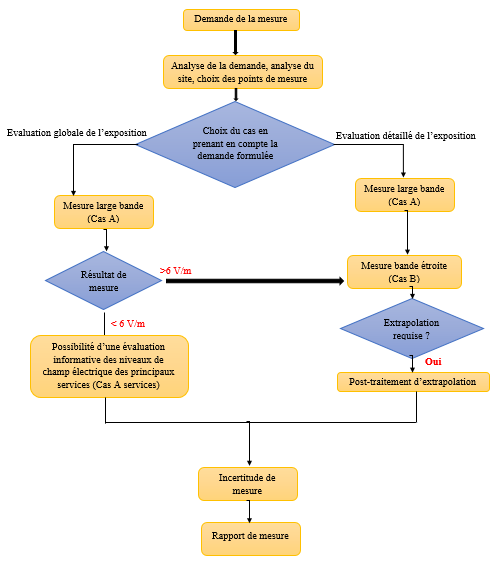 Demande de la mesure
Analyse de la demande, analyse du
site, choix des points de mesure
Choix du cas en
prenant en compte la
demande formulée
Evaluation globale de l'exposition
Evaluation détaillé de l'exposition
Mesure large bande
(Cas A)
Mesure large bande
(Cas A)
Résultat de
mesure
>6 V/m
Mesure bande étroite
(Cas B)
< 6 V/m
Extrapolation
requise ?
Possibilité d'une évaluation
informative des niveaux de
champ électrique des principaux
services (Cas A services)
Oui
Post-traitement d'extrapolation
Incertitude de
mesure
Rapport de mesure